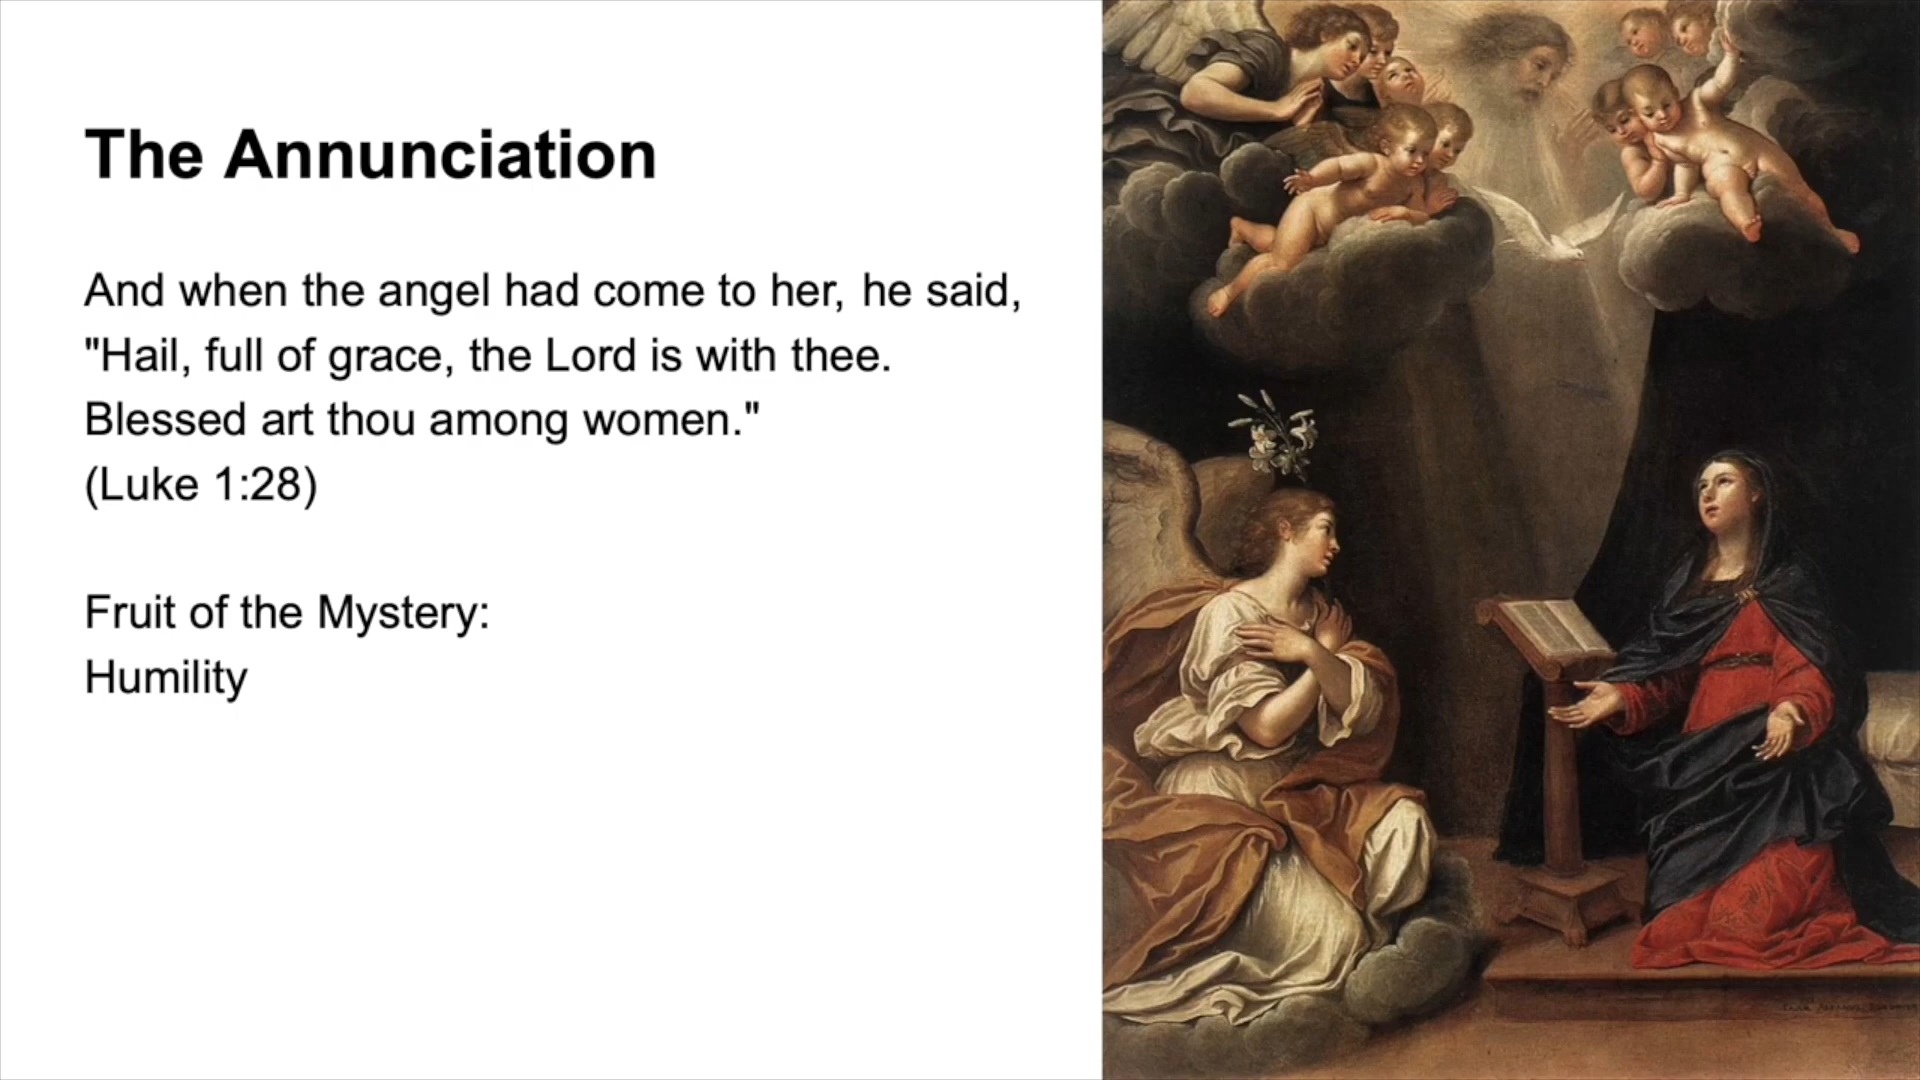 The Annunciation
And when the angel had come to her, he said,
"Hail, full of grace, the Lord is with thee.
Blessed art thou among women."
(Luke 1:28)
Fruit of the Mystery:
Humility